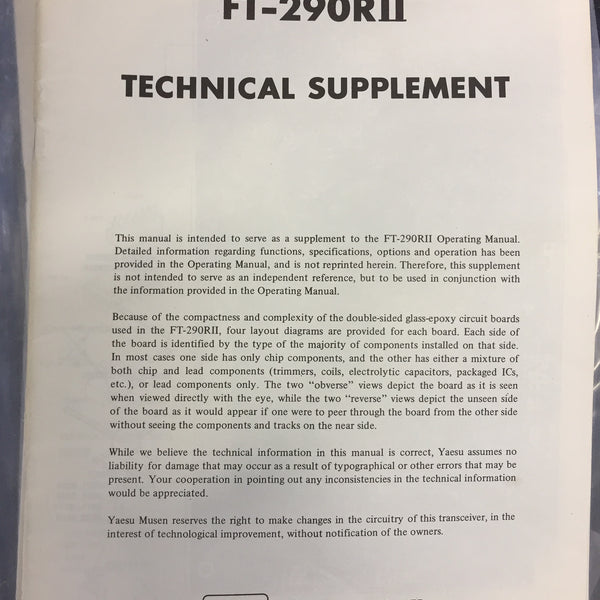 FT-290RII
TECHNICAL SUPPLEMENT
This manual is intended to serve as a supplement to the FT-290RII Operating Manual.
Detailed information regarding functions, specifications, options and operation has been
provided in the Operating Manual, and is not reprinted herein. Therefore, this supplement
is not intended to serve as an independent reference, but to be used in conjunction with
the information provided in the Operating Manual.
Because of the compactness and complexity of the double-sided glass-epoxy circuit boards
used in the FT-290RII, four layout diagrams are provided for each board. Each side of
the board is identified by the type of the majority of components installed on that side.
In most cases one side has only chip components, and the other has either a mixture of
both chip and lead components (trimmers, coils, electrolytic capacitors, packaged ICs,
etc.), or lead components only. The two “obverse” views depict the board as it is seen
when viewed directly with the eye, while the two “reverse” views depict the unseen side
of the board as it would appear if one were to peer through the board from the other side
without seeing the components and tracks on the near side.
While we believe the technical information in this manual is correct, Yaesu assumes no
liability for damage that may occur as a result of typographical or other errors that may be
present. Your cooperation in pointing out any inconsistencies in the technical information
would be appreciated.
Yaesu Musen reserves the right to make changes in the circuitry of this transceiver, in the
interest of technological improvement, without notification of the owners.